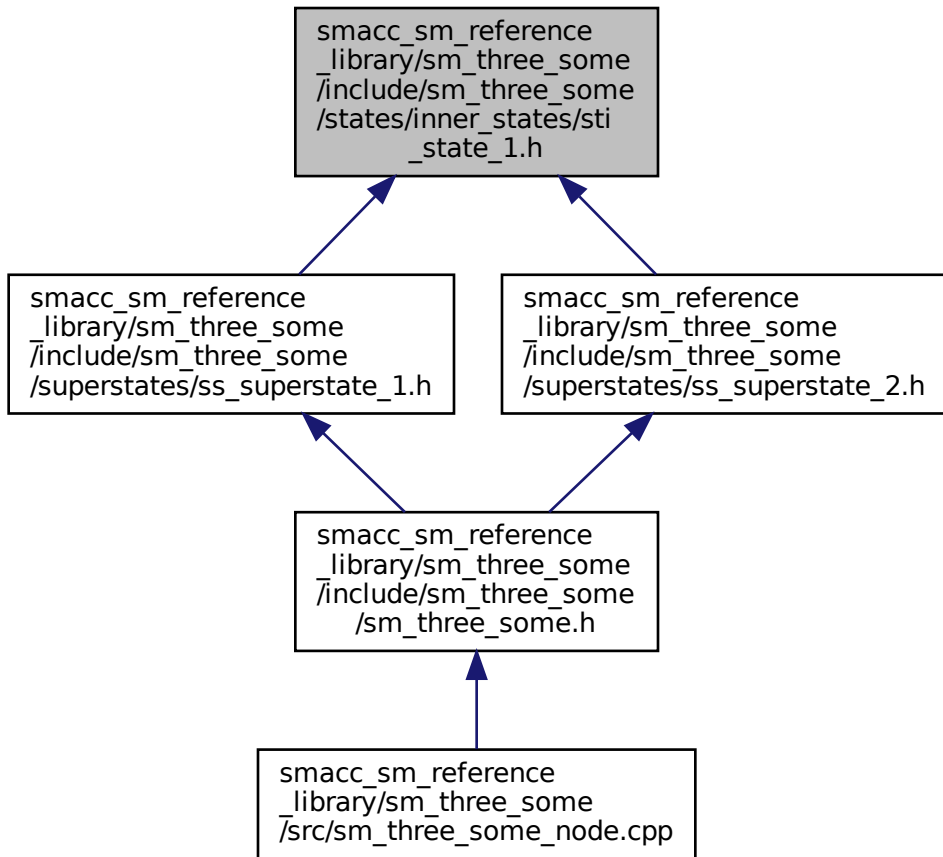 smacc_sm_reference
_library/sm_three_some
/include/sm_three_some
/states/inner_states/sti
_state_1.h
smacc_sm_reference
_library/sm_three_some
/include/sm_three_some
/superstates/ss_superstate_1.h
smacc_sm_reference
_library/sm_three_some
/include/sm_three_some
/superstates/ss_superstate_2.h
smacc_sm_reference
_library/sm_three_some
/include/sm_three_some
/sm_three_some.h
smacc_sm_reference
_library/sm_three_some
/src/sm_three_some_node.cpp